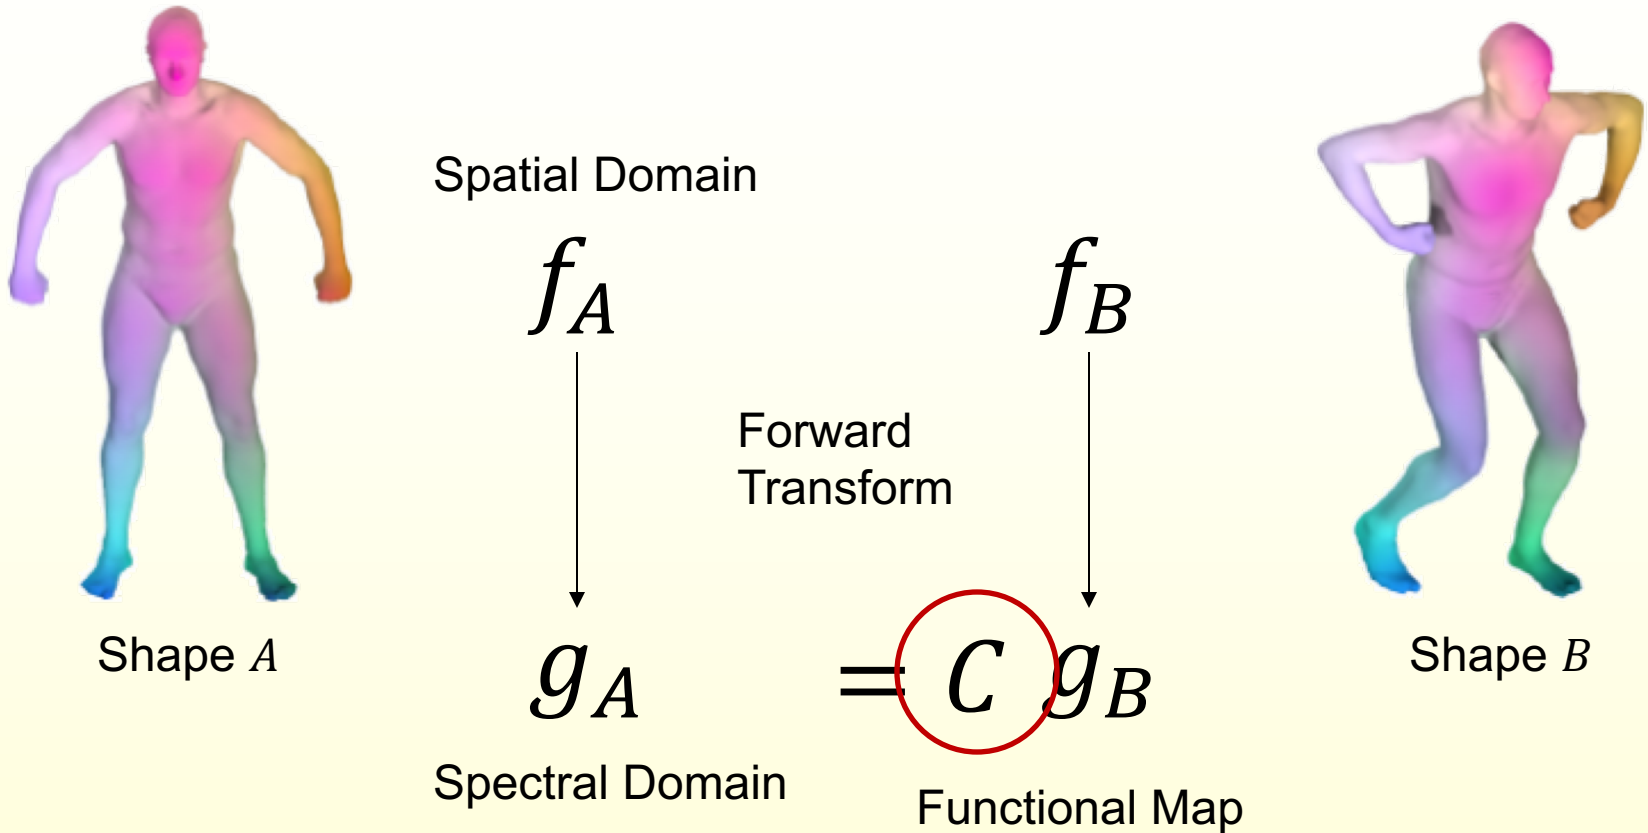 Spatial Domain
f_A f_B
Forward
Transform
g_A = C g_B
Shape A Shape B
Spectral Domain
Functional Map